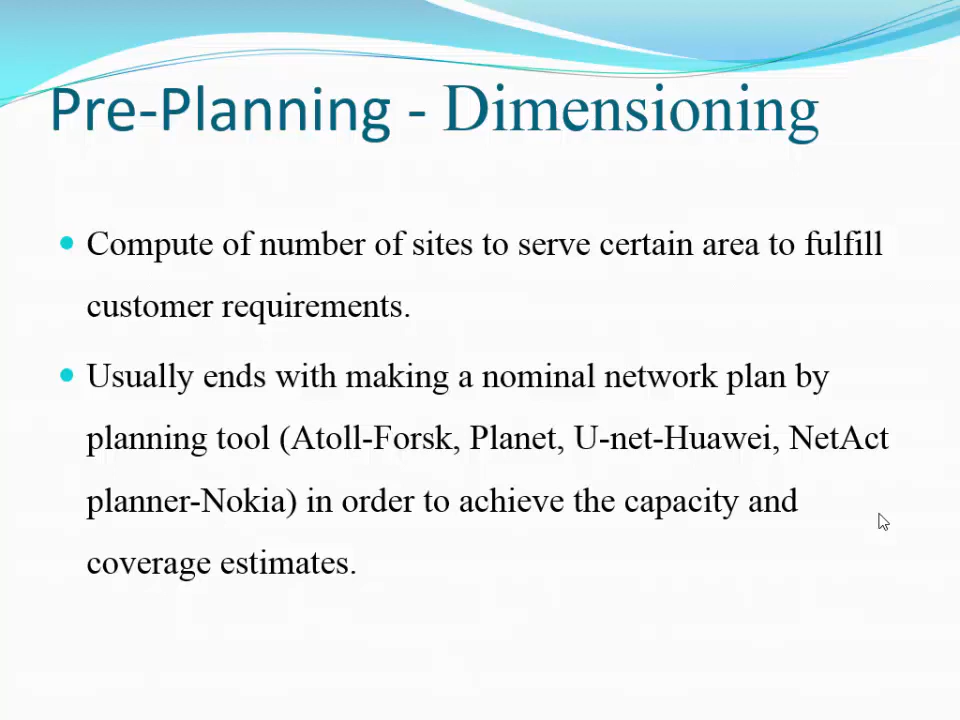 Pre-Planning - Dimensioning
Compute of number of sites to serve certain area to fulfill
customer requirements.
Usually ends with making a nominal network plan by
planning tool (Atoll-Forsk, Planet, U-net-Huawei, NetAct
planner-Nokia) in order to achieve the capacity and
coverage estimates.